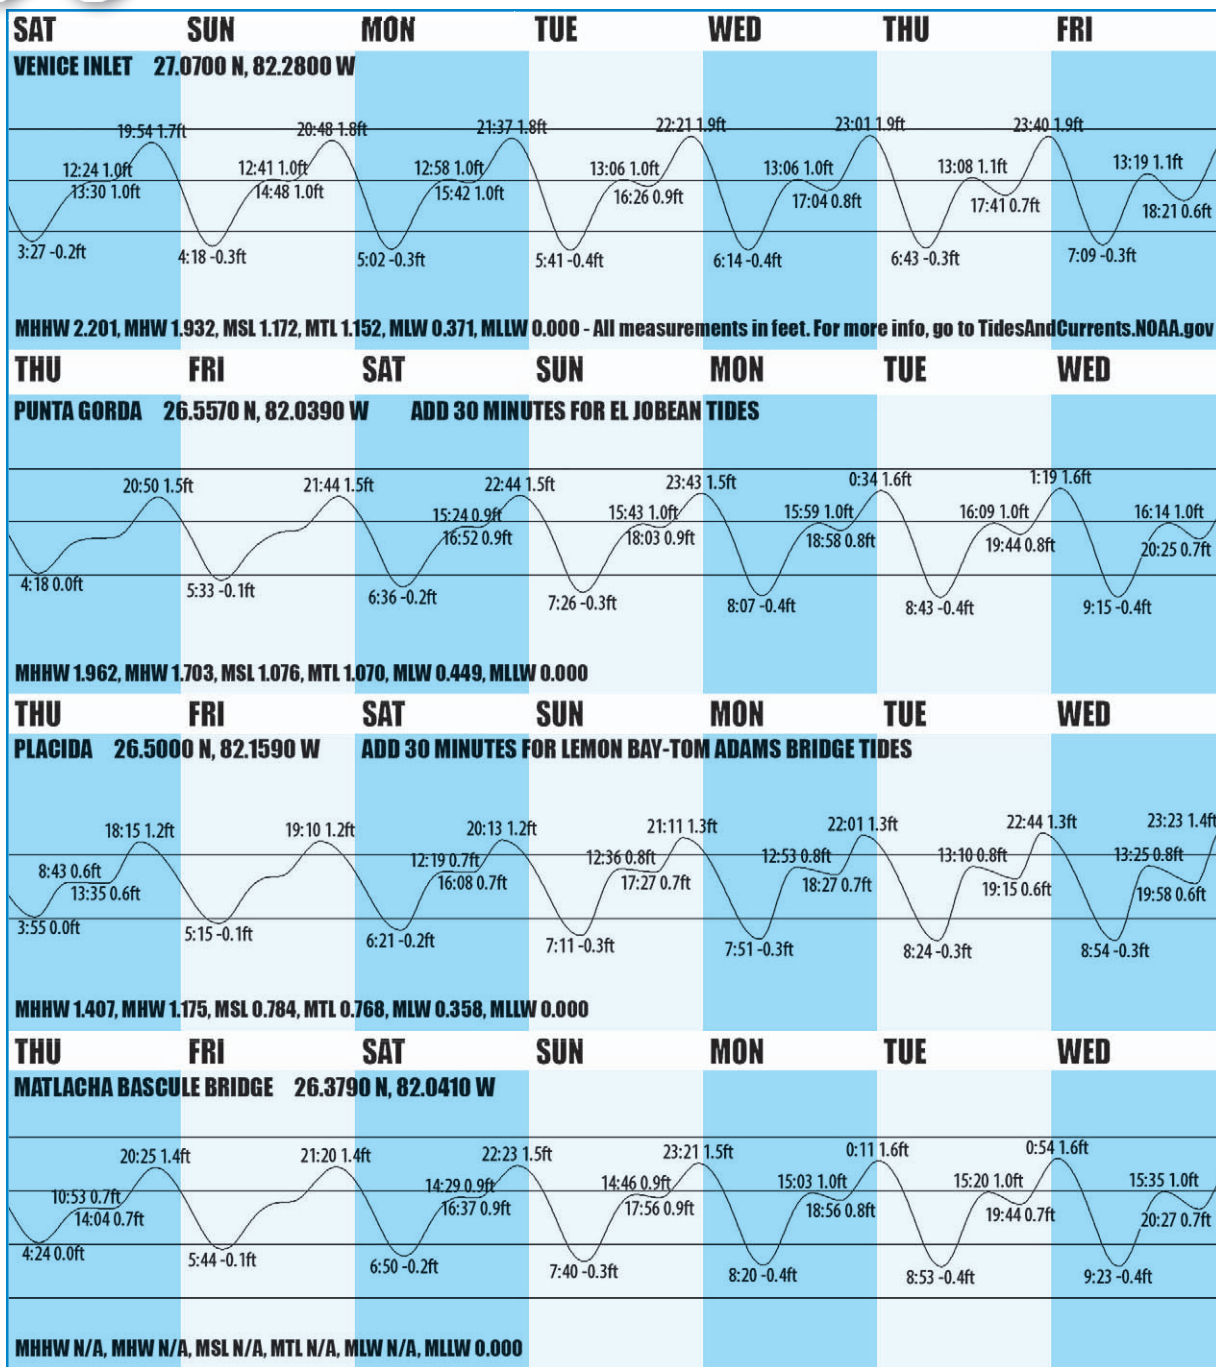 SAT SUN MON TUE WED THU FRI
VENICE INLET 27.0700 N, 82.2800 W
19:54 1.7ft 20:48 1.8ft 21:37 1.8ft 22:21 1.9ft 23:01 1.9ft 23:40 1.9ft
12:24 1.0ft 12:41 1.0ft 12:58 1.0ft 13:06 1.0ft 13:06 1.0ft 13:08 1.1ft 13:19 1.1ft
13:30 1.0ft 14:48 1.0ft 15:42 1.0ft 16:26 0.9ft 17:04 0.8ft 17:41 0.7ft 18:21 0.6ft
3:27 -0.2ft 4:18 -0.3ft 5:02 -0.3ft 5:41 -0.4ft 6:14 -0.4ft 6:43 -0.3ft 7:09 -0.3ft
MHHW 2.201, MHW 1.932, MSL 1.172, MTL 1.152, MLW 0.371, MLLW 0.000 - All measurements in feet. For more info, go to TidesAndCurrents.NOAA.gov
THU FRI SAT SUN MON TUE WED
PUNTA GORDA 26.5570 N, 82.0390 W ADD 30 MINUTES FOR EL JOBEAN TIDES
20:50 1.5ft 21:44 1.5ft 22:44 1.5ft 23:43 1.5ft 0:34 1.6ft 1:19 1.6ft
15:24 0.9ft 15:43 1.0ft 15:59 1.0ft 16:09 1.0ft 16:14 1.0ft
16:52 0.9ft 18:03 0.9ft 18:58 0.8ft 19:44 0.8ft 20:25 0.7ft
4:18 0.0ft 5:33 -0.1ft 6:36 -0.2ft 7:26 -0.3ft 8:07 -0.4ft 8:43 -0.4ft 9:15 -0.4ft
MHHW 1.962, MHW 1.703, MSL 1.076, MTL 1.070, MLW 0.449, MLLW 0.000
THU FRI SAT SUN MON TUE WED
PLACIDA 26.5000 N, 82.1590 W ADD 30 MINUTES FOR LEMON BAY-TOM ADAMS BRIDGE TIDES
18:15 1.2ft 19:10 1.2ft 20:13 1.2ft 21:11 1.3ft 22:01 1.3ft 22:44 1.3ft 23:23 1.4ft
8:43 0.6ft 12:19 0.7ft 12:36 0.8ft 12:53 0.8ft 13:10 0.8ft 13:25 0.8ft
13:35 0.6ft 16:08 0.7ft 17:27 0.7ft 18:27 0.7ft 19:15 0.6ft 19:58 0.6ft
3:55 0.0ft 5:15 -0.1ft 6:21 -0.2ft 7:11 -0.3ft 7:51 -0.3ft 8:24 -0.3ft 8:54 -0.3ft
MHHW 1.407, MHW 1.175, MSL 0.784, MTL 0.768, MLW 0.358, MLLW 0.000
THU FRI SAT SUN MON TUE WED
MATLACHA BASCULE BRIDGE 26.3790 N, 82.0410 W
20:25 1.4ft 21:20 1.4ft 22:23 1.5ft 23:21 1.5ft 0:11 1.6ft 0:54 1.6ft
10:53 0.7ft 14:29 0.9ft 14:46 0.9ft 15:03 1.0ft 15:20 1.0ft 15:35 1.0ft
14:04 0.7ft 16:37 0.9ft 17:56 0.9ft 18:56 0.8ft 19:44 0.7ft 20:27 0.7ft
4:24 0.0ft 5:44 -0.1ft 6:50 -0.2ft 7:40 -0.3ft 8:20 -0.4ft 8:53 -0.4ft 9:23 -0.4ft
MHHW N/A, MHW N/A, MSL N/A, MTL N/A, MLW N/A, MLLW 0.000